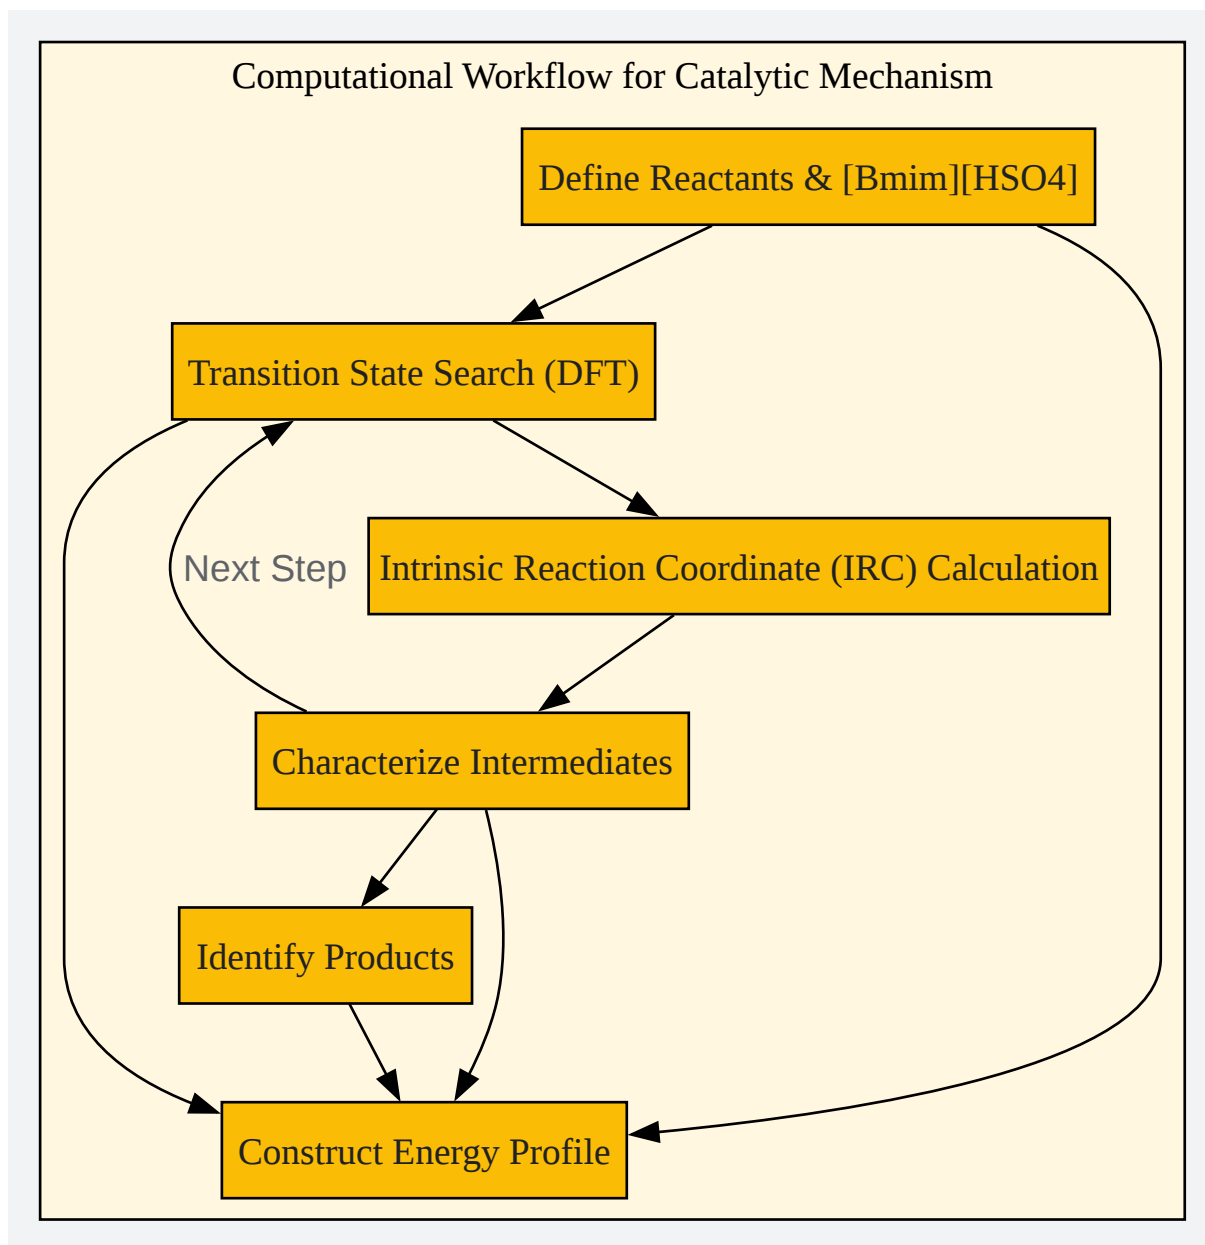 Computational Workflow for Catalytic Mechanism
Define Reactants & [Bmim][HSO4]
Transition State Search (DFT)
Next Step
Intrinsic Reaction Coordinate (IRC) Calculation
Characterize Intermediates
Identify Products
Construct Energy Profile